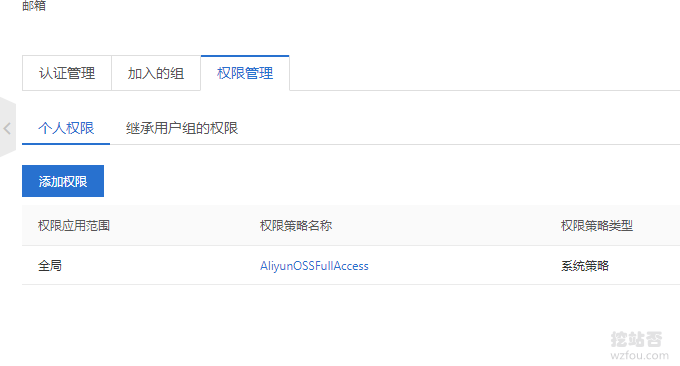 邮箱
认证管理 加入的组 权限管理
个人权限 继承用户组的权限
添加权限
权限应用范围 权限策略名称 权限策略类型
全局 AliyunOSSFullAccess 系统策略
挖站否
wzfou.com